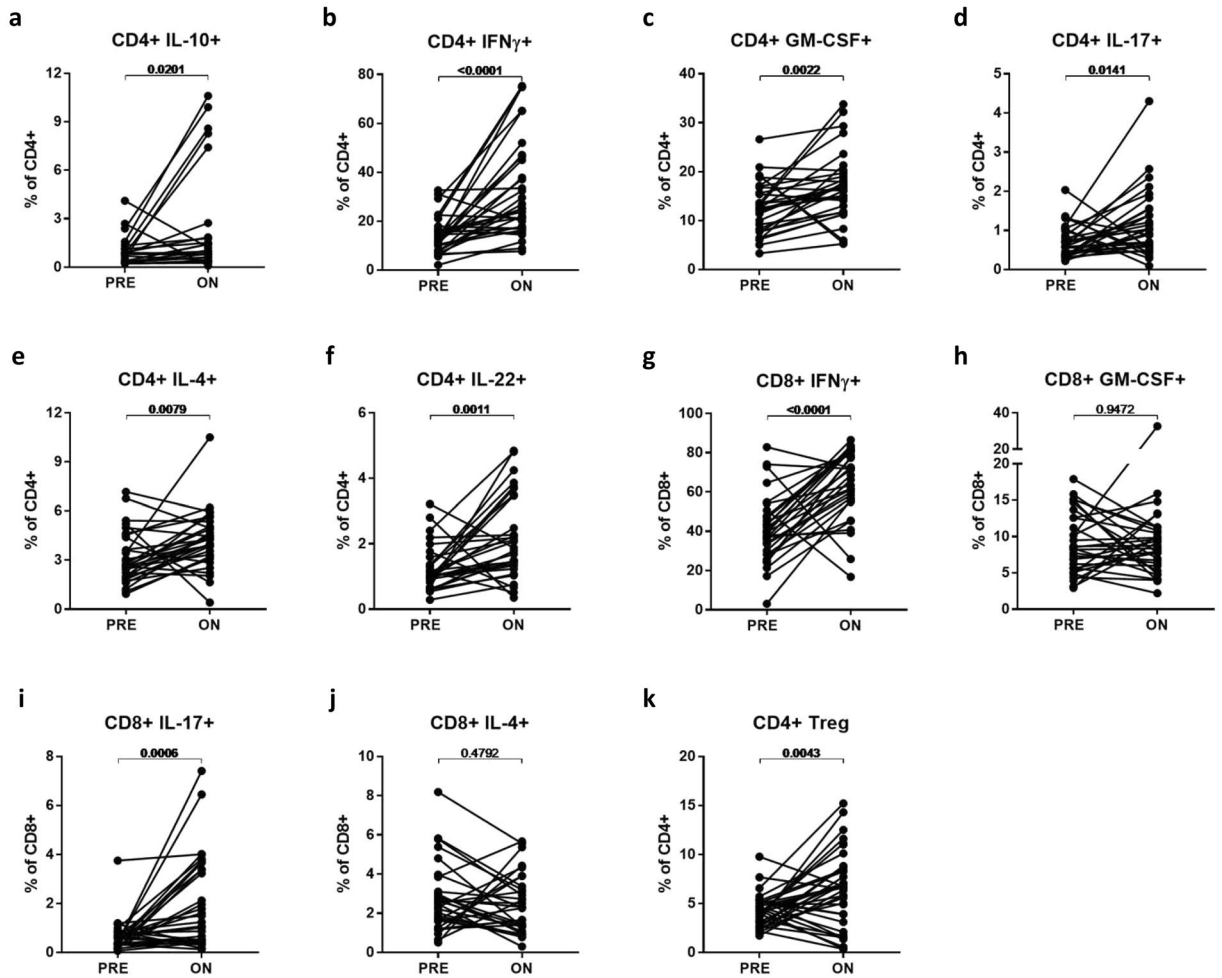 a
CD4+ IL-10+
0.0201
% of CD4+
12
9
6
3
0
PRE ON
b
CD4+ IFNγ+
<0.0001
% of CD4+
80
60
40
20
0
PRE ON
c
CD4+ GM-CSF+
0.0022
% of CD4+
40
30
20
10
0
PRE ON
d
CD4+ IL-17+
0.0141
% of CD4+
5
4
3
2
1
0
PRE ON
e
CD4+ IL-4+
0.0079
% of CD4+
12
9
6
3
0
PRE ON
f
CD4+ IL-22+
0.0011
% of CD4+
6
4
2
0
PRE ON
g
CD8+ IFNγ+
<0.0001
% of CD8+
100
80
60
40
20
0
PRE ON
h
CD8+ GM-CSF+
0.9472
% of CD8+
40
20
20
15
10
5
0
PRE ON
i
CD8+ IL-17+
0.0006
% of CD8+
8
6
4
2
0
PRE ON
j
CD8+ IL-4+
0.4792
% of CD8+
10
8
6
4
2
0
PRE ON
k
CD4+ Treg
0.0043
% of CD4+
20
15
10
5
0
PRE ON